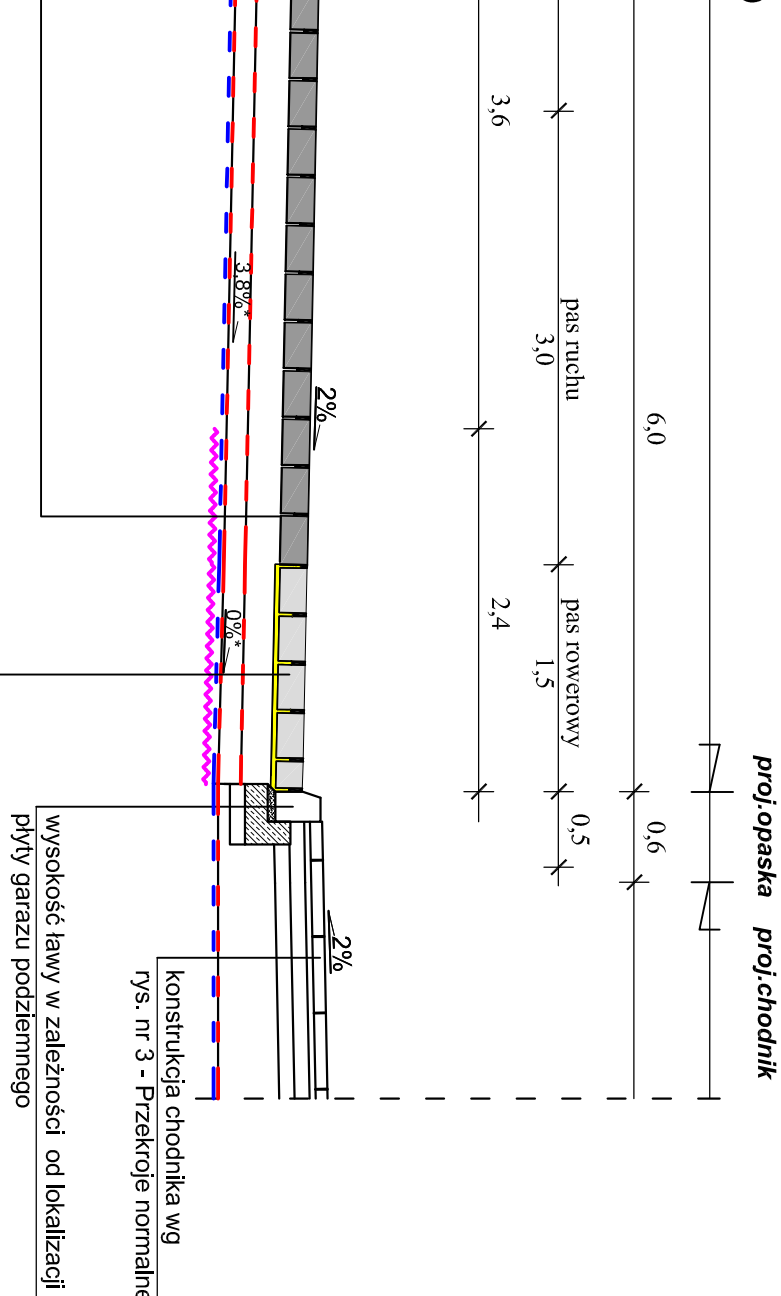 proj.opaska proj.chodnik
6,0
0,6
pas ruchu
3,0
pas rowerowy
1,5
0,5
3,6
2,4
2%
2%
3,8%*
0%*
konstrukcja chodnika wg
rys. nr 3 - Przekroje normalne
wysokość ławy w zależności od lokalizacji
płyty garazu podziemnego